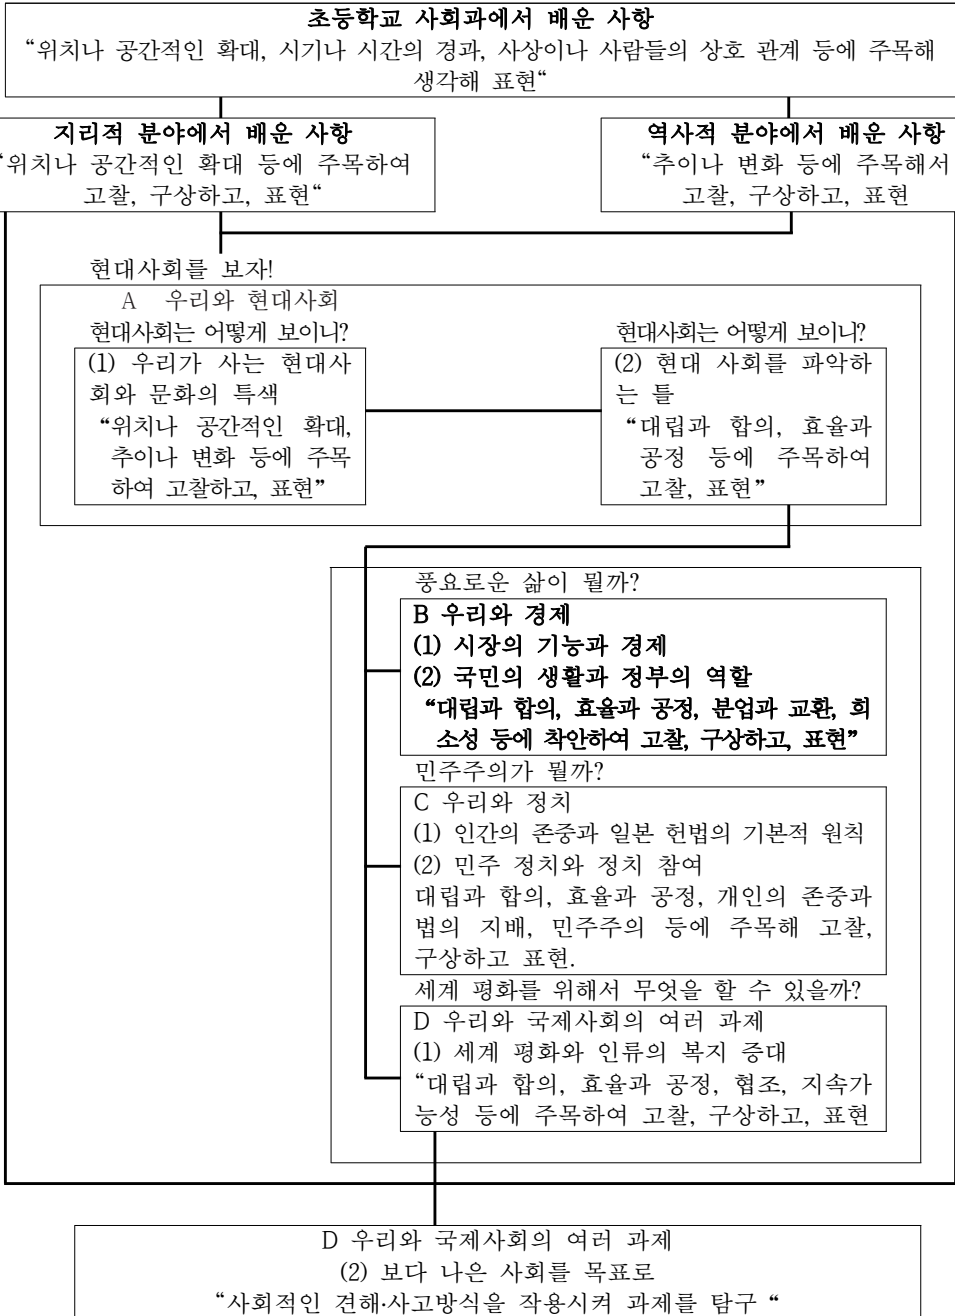 초등학교 사회과에서 배운 사항
“위치나 공간적인 확대, 시기나 시간의 경과, 사상이나 사람들의 상호 관계 등에 주목해
생각해 표현“
지리적 분야에서 배운 사항
“위치나 공간적인 확대 등에 주목하여
고찰, 구상하고, 표현“
역사적 분야에서 배운 사항
“추이나 변화 등에 주목해서
고찰, 구상하고, 표현
현대사회를 보자!
A 우리와 현대사회
현대사회는 어떻게 보이니?
(1) 우리가 사는 현대사
회와 문화의 특색
“위치나 공간적인 확대,
추이나 변화 등에 주목
하여 고찰하고, 표현”
현대사회는 어떻게 보이니?
(2) 현대 사회를 파악하
는 틀
“대립과 합의, 효율과
공정 등에 주목하여
고찰, 표현”
풍요로운 삶이 뭘까?
B 우리와 경제
(1) 시장의 기능과 경제
(2) 국민의 생활과 정부의 역할
“대립과 합의, 효율과 공정, 분업과 교환, 희
소성 등에 착안하여 고찰, 구상하고, 표현”
민주주의가 뭘까?
C 우리와 정치
(1) 인간의 존중과 일본 헌법의 기본적 원칙
(2) 민주 정치와 정치 참여
대립과 합의, 효율과 공정, 개인의 존중과
법의 지배, 민주주의 등에 주목해 고찰,
구상하고 표현.
세계 평화를 위해서 무엇을 할 수 있을까?
D 우리와 국제사회의 여러 과제
(1) 세계 평화와 인류의 복지 증대
“대립과 합의, 효율과 공정, 협조, 지속가
능성 등에 주목하여 고찰, 구상하고, 표현
D 우리와 국제사회의 여러 과제
(2) 보다 나은 사회를 목표로
“사회적인 견해·사고방식을 작용시켜 과제를 탐구 “